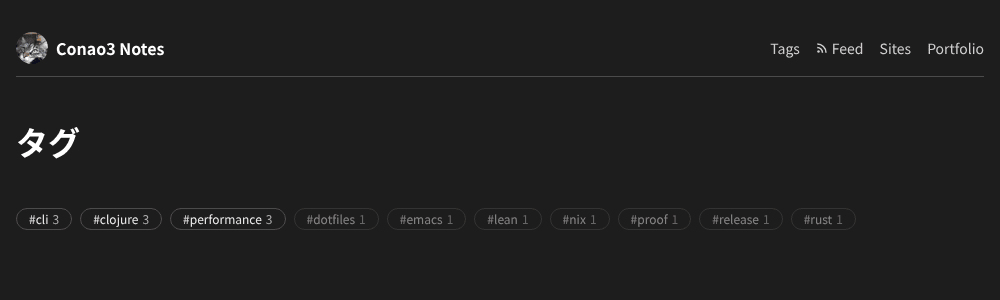 Conao3 Notes Tags Feed Sites Portfolio
タグ
#cli 3 #clojure 3 #performance 3 #dotfiles 1 #emacs 1 #lean 1 #nix 1 #proof 1 #release 1 #rust 1